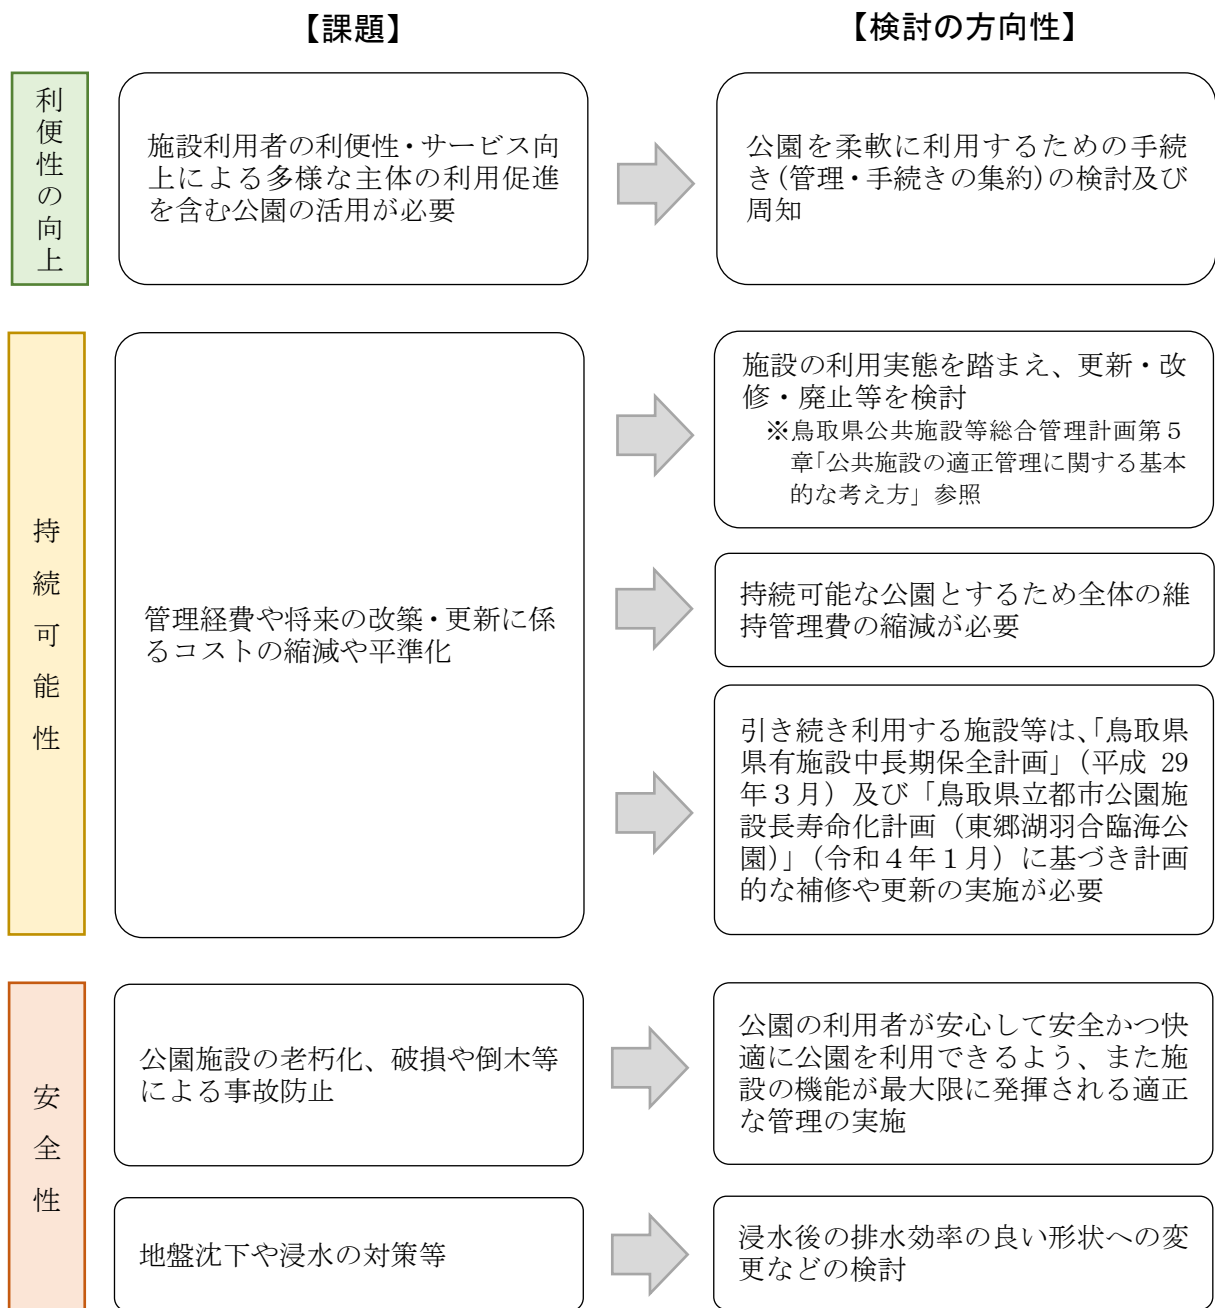 【課題】
【検討の方向性】
利便性の向上
施設利用者の利便性・サービス向
上による多様な主体の利用促進
を含む公園の活用が必要
公園を柔軟に利用するための手続
き(管理・手続きの集約)の検討及び
周知
持続可能性
管理経費や将来の改築・更新に係
るコストの縮減や平準化
施設の利用実態を踏まえ、更新・改
修・廃止等を検討
※鳥取県公共施設等総合管理計画第5
章「公共施設の適正管理に関する基本
的な考え方」参照
持続可能な公園とするため全体の維
持管理費の縮減が必要
引き続き利用する施設等は、「鳥取県
県有施設中長期保全計画」（平成 29
年３月）及び「鳥取県立都市公園施
設長寿命化計画（東郷湖羽合臨海公
園)」（令和４年１月）に基づき計画
的な補修や更新の実施が必要
安全性
公園施設の老朽化、破損や倒木等
による事故防止
公園の利用者が安心して安全かつ快
適に公園を利用できるよう、また施
設の機能が最大限に発揮される適正
な管理の実施
地盤沈下や浸水の対策等
浸水後の排水効率の良い形状への変
更などの検討